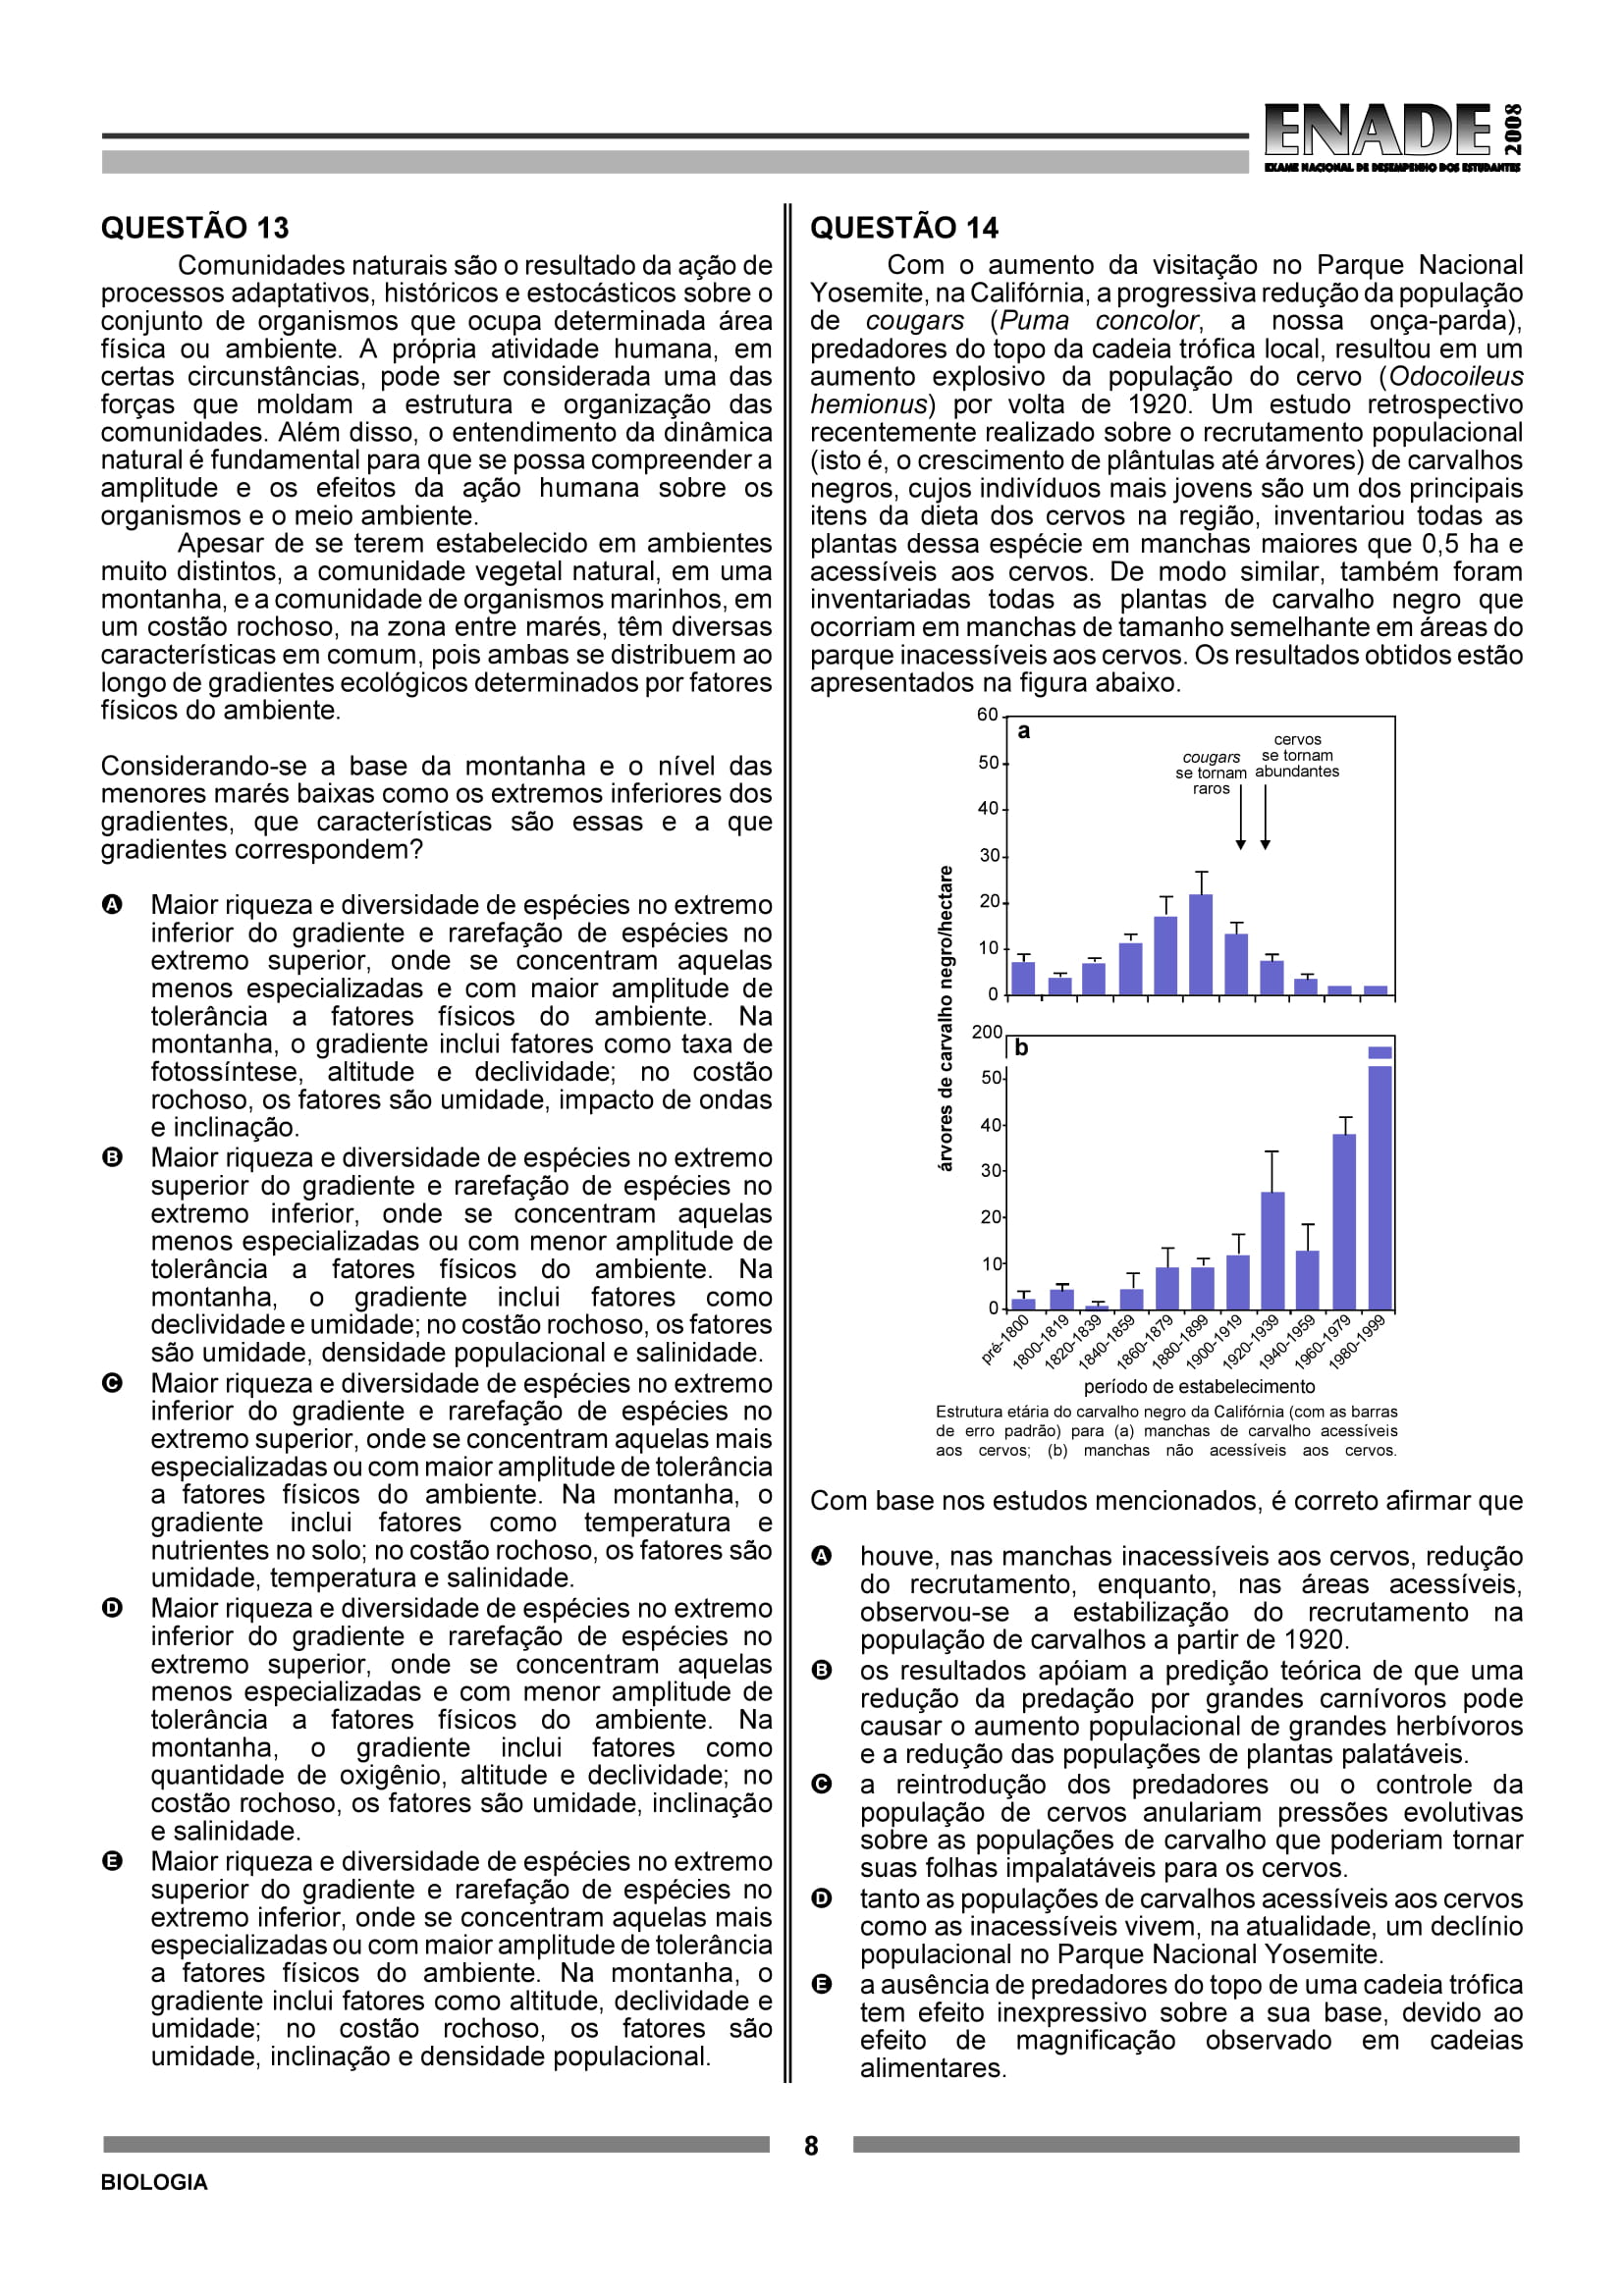 ENADE 2008
EXAME NACIONAL DE DESEMPENHO DOS ESTUDANTES
QUESTÃO 13
Comunidades naturais são o resultado da ação de
processos adaptativos, históricos e estocásticos sobre o
conjunto de organismos que ocupa determinada área
física ou ambiente. A própria atividade humana, em
certas circunstâncias, pode ser considerada uma das
forças que moldam a estrutura e organização das
comunidades. Além disso, o entendimento da dinâmica
natural é fundamental para que se possa compreender a
amplitude e os efeitos da ação humana sobre os
organismos e o meio ambiente.
Apesar de se terem estabelecido em ambientes
muito distintos, a comunidade vegetal natural, em uma
montanha, e a comunidade de organismos marinhos, em
um costão rochoso, na zona entre marés, têm diversas
características em comum, pois ambas se distribuem ao
longo de gradientes ecológicos determinados por fatores
físicos do ambiente.
Considerando-se a base da montanha e o nível das
menores marés baixas como os extremos inferiores dos
gradientes, que características são essas e a que
gradientes correspondem?
A Maior riqueza e diversidade de espécies no extremo
inferior do gradiente e rarefação de espécies no
extremo superior, onde se concentram aquelas
menos especializadas e com maior amplitude de
tolerância a fatores físicos do ambiente. Na
montanha, o gradiente inclui fatores como taxa de
fotossíntese, altitude e declividade; no costão
rochoso, os fatores são umidade, impacto de ondas
e inclinação.
B Maior riqueza e diversidade de espécies no extremo
superior do gradiente e rarefação de espécies no
extremo inferior, onde se concentram aquelas
menos especializadas ou com menor amplitude de
tolerância a fatores físicos do ambiente. Na
montanha, o gradiente inclui fatores como
declividade e umidade; no costão rochoso, os fatores
são umidade, densidade populacional e salinidade.
C Maior riqueza e diversidade de espécies no extremo
inferior do gradiente e rarefação de espécies no
extremo superior, onde se concentram aquelas mais
especializadas ou com maior amplitude de tolerância
a fatores físicos do ambiente. Na montanha, o
gradiente inclui fatores como temperatura e
nutrientes no solo; no costão rochoso, os fatores são
umidade, temperatura e salinidade.
D Maior riqueza e diversidade de espécies no extremo
inferior do gradiente e rarefação de espécies no
extremo superior, onde se concentram aquelas
menos especializadas e com menor amplitude de
tolerância a fatores físicos do ambiente. Na
montanha, o gradiente inclui fatores como
quantidade de oxigênio, altitude e declividade; no
costão rochoso, os fatores são umidade, inclinação
e salinidade.
E Maior riqueza e diversidade de espécies no extremo
superior do gradiente e rarefação de espécies no
extremo inferior, onde se concentram aquelas mais
especializadas ou com maior amplitude de tolerância
a fatores físicos do ambiente. Na montanha, o
gradiente inclui fatores como altitude, declividade e
umidade; no costão rochoso, os fatores são
umidade, inclinação e densidade populacional.
QUESTÃO 14
Com o aumento da visitação no Parque Nacional
Yosemite, na Califórnia, a progressiva redução da população
de cougars (Puma concolor, a nossa onça-parda),
predadores do topo da cadeia trófica local, resultou em um
aumento explosivo da população do cervo (Odocoileus
hemionus) por volta de 1920. Um estudo retrospectivo
recentemente realizado sobre o recrutamento populacional
(isto é, o crescimento de plântulas até árvores) de carvalhos
negros, cujos indivíduos mais jovens são um dos principais
itens da dieta dos cervos na região, inventariou todas as
plantas dessa espécie em manchas maiores que 0,5 ha e
acessíveis aos cervos. De modo similar, também foram
inventariadas todas as plantas de carvalho negro que
ocorriam em manchas de tamanho semelhante em áreas do
parque inacessíveis aos cervos. Os resultados obtidos estão
apresentados na figura abaixo.
árvores de carvalho negro/hectare
60
50
40
30
20
10
0
a
cougars
se tornam
raros
cervos
se tornam
abundantes
200
50
40
30
20
10
0
b
pré-1800
1800-1819
1820-1839
1840-1859
1860-1879
1880-1899
1900-1919
1920-1939
1940-1959
1960-1979
1980-1999
período de estabelecimento
Estrutura etária do carvalho negro da Califórnia (com as barras
de erro padrão) para (a) manchas de carvalho acessíveis
aos cervos; (b) manchas não acessíveis aos cervos.
Com base nos estudos mencionados, é correto afirmar que
A houve, nas manchas inacessíveis aos cervos, redução
do recrutamento, enquanto, nas áreas acessíveis,
observou-se a estabilização do recrutamento na
população de carvalhos a partir de 1920.
B os resultados apóiam a predição teórica de que uma
redução da predação por grandes carnívoros pode
causar o aumento populacional de grandes herbívoros
e a redução das populações de plantas palatáveis.
C a reintrodução dos predadores ou o controle da
população de cervos anulariam pressões evolutivas
sobre as populações de carvalho que poderiam tornar
suas folhas impalatáveis para os cervos.
D tanto as populações de carvalhos acessíveis aos cervos
como as inacessíveis vivem, na atualidade, um declínio
populacional no Parque Nacional Yosemite.
E a ausência de predadores do topo de uma cadeia trófica
tem efeito inexpressivo sobre a sua base, devido ao
efeito de magnificação observado em cadeias
alimentares.
8
BIOLOGIA